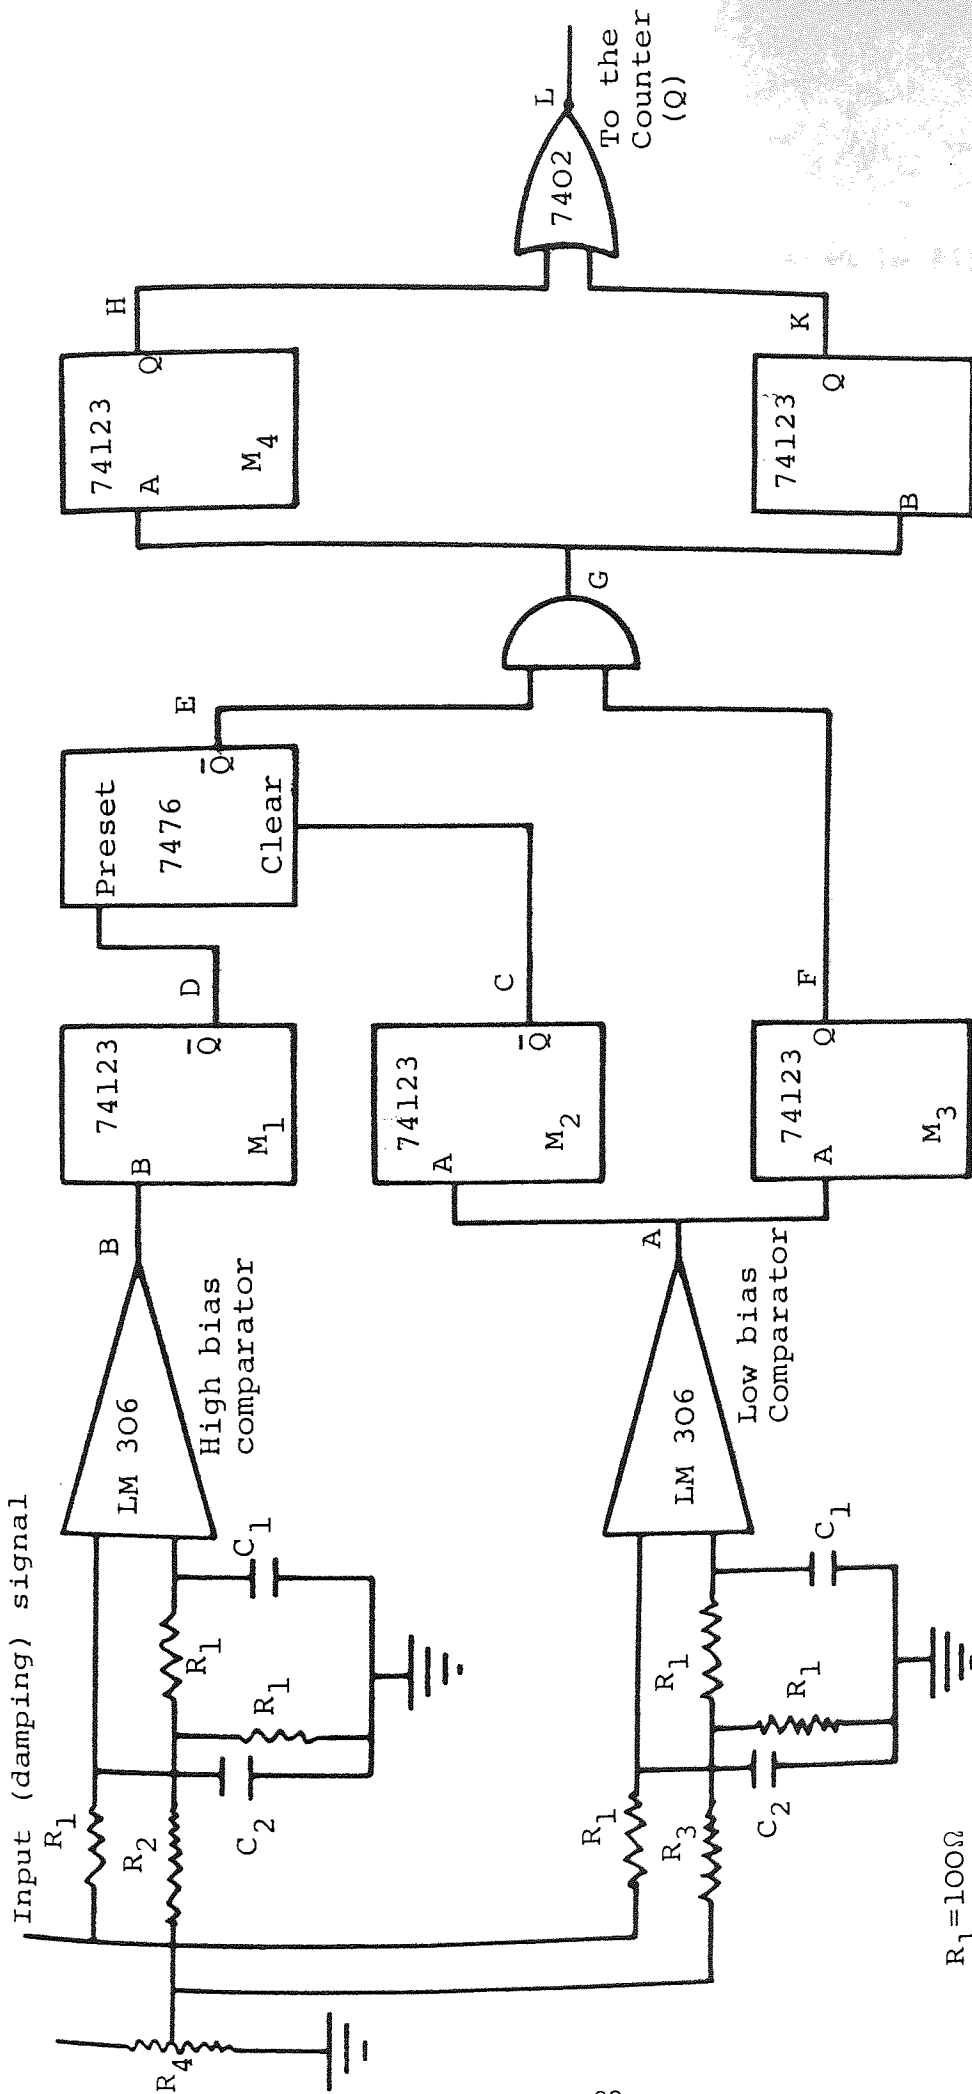 Input (damping) signal
R4
R1
R2
C2
R1
R1
C1
LM 306
High bias
comparator
B
B
74123
M1
Q̅
D
Preset
7476
Clear
Q̅
E
74123
A
M4
Q
H
R1
R3
C2
R1
R1
C1
LM 306
Low bias
Comparator
A
A
74123
M2
Q̅
C
A
74123
M3
Q
F
G
B
74123
Q
K
7402
L
To the
Counter
(Q)
R1=100Ω